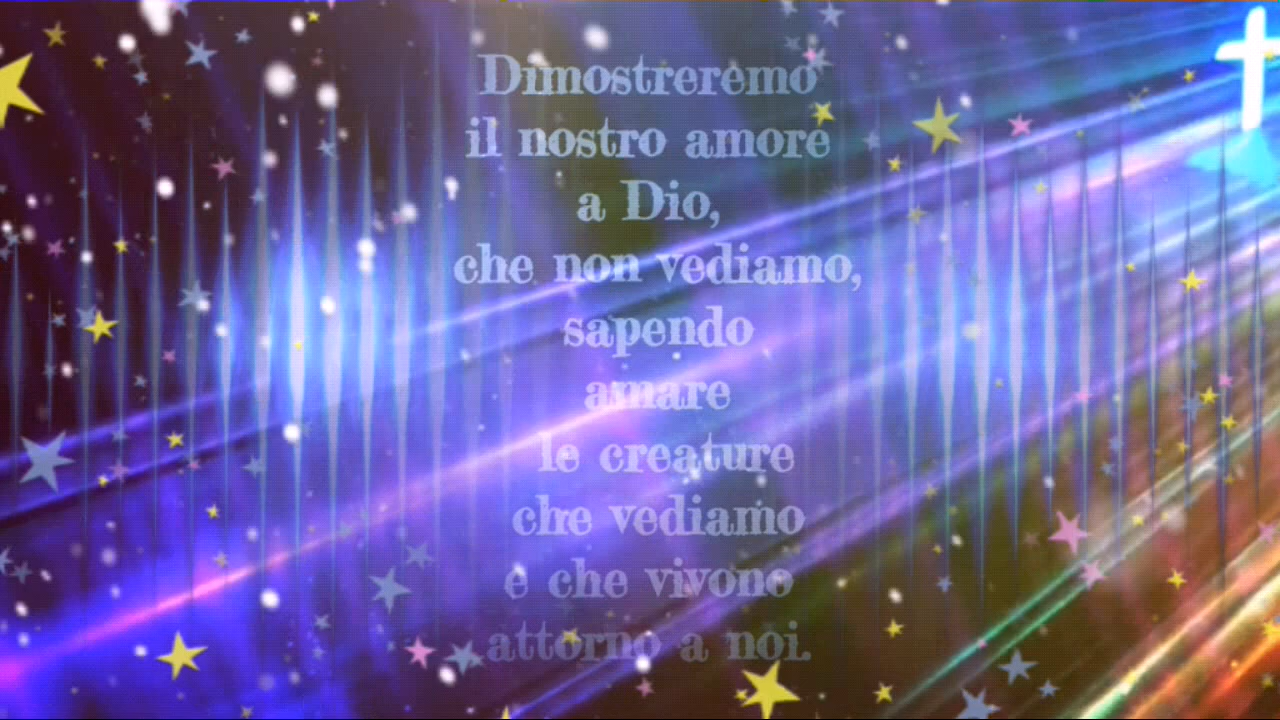 Dimostreremo
il nostro amore
a Dio,
che non vediamo,
sapendo
amare
le creature
che vediamo
e che vivono
attorno a noi.